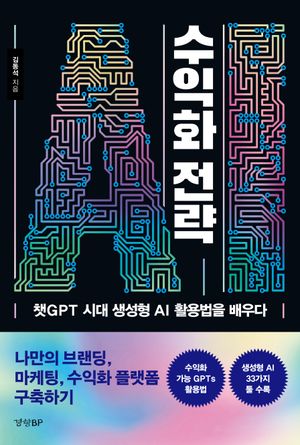 김동석 지음
AI
수익화 전략
챗GPT 시대 생성형 AI 활용법을 배우다
나만의 브랜딩,
마케팅, 수익화 플랫폼
구축하기
수익화
가능 GPTs
활용법
생성형 AI
33가지
툴 수록
경향BP